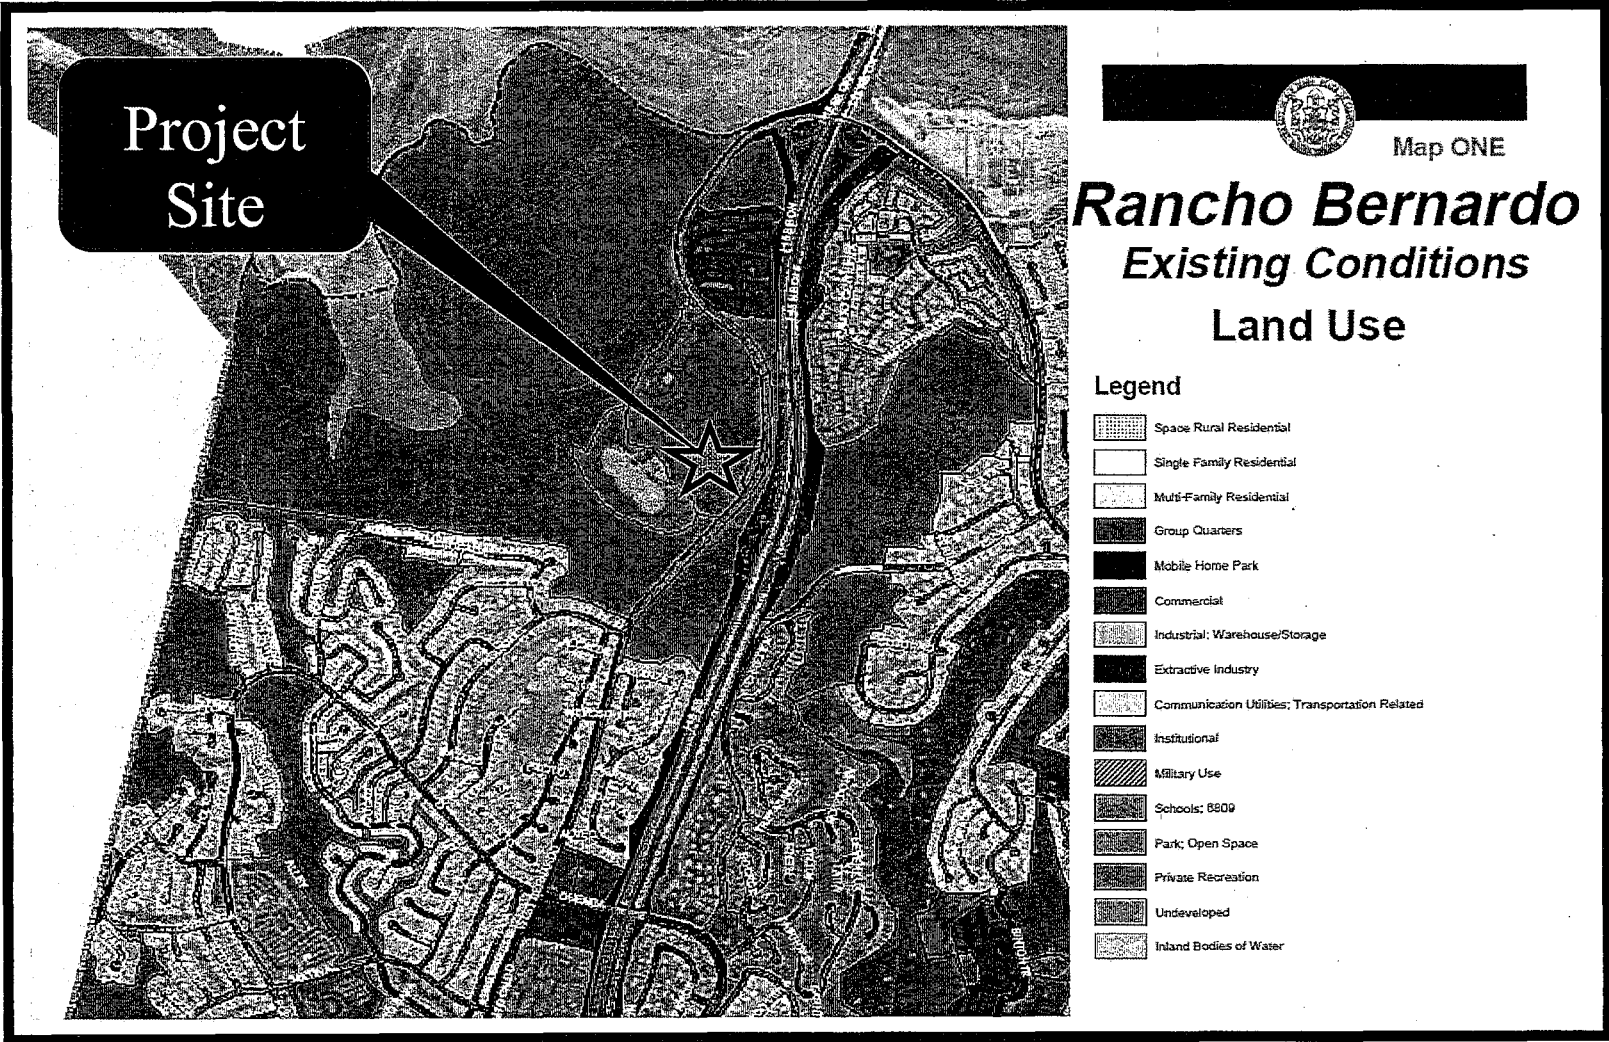 Project
Site
Map ONE
Rancho Bernardo
Existing Conditions
Land Use
Legend
Space Rural Residential
Single Family Residential
Multi-Family Residential
Group Quarters
Mobile Home Park
Commercial
Industrial; Warehouse/Storage
Extractive Industry
Communication Utilities; Transportation Related
Institutional
Military Use
Schools; 6809
Park; Open Space
Private Recreation
Undeveloped
Inland Bodies of Water